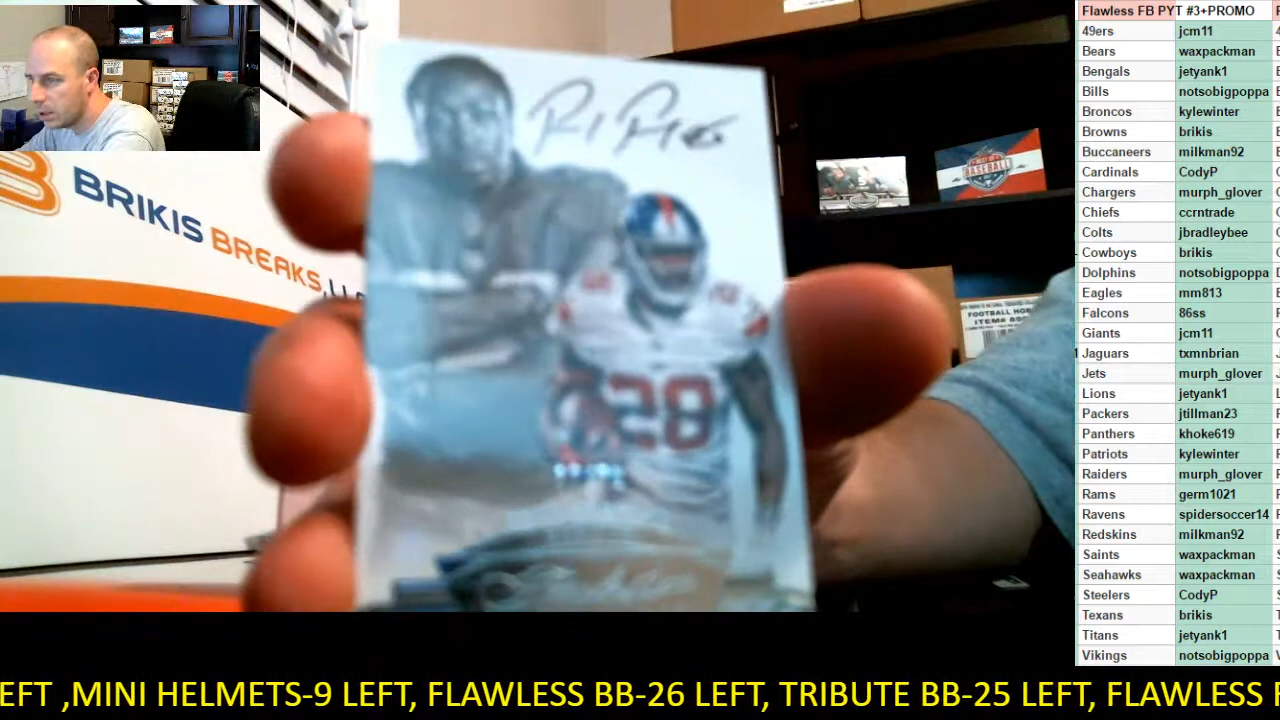 BRIKIS BREAKS, LLC
BASEBALL
FOOTBALL HOB
28
Flawless FB PYT #3+PROMO
49ers jcm11
Bears waxpackman
Bengals jetyank1
Bills notsobigpoppa
Broncos kylewinter
Browns brikis
Buccaneers milkman92
Cardinals CodyP
Chargers murph_glover
Chiefs ccrntrade
Colts jbradleybee
Cowboys brikis
Dolphins notsobigpoppa
Eagles mm813
Falcons 86ss
Giants jcm11
Jaguars txmnbrian
Jets murph_glover
Lions jetyank1
Packers jtillman23
Panthers khoke619
Patriots kylewinter
Raiders murph_glover
Rams germ1021
Ravens spidersoccer14
Redskins milkman92
Saints waxpackman
Seahawks waxpackman
Steelers CodyP
Texans brikis
Titans jetyank1
Vikings notsobigpoppa
EFT ,MINI HELMETS-9 LEFT, FLAWLESS BB-26 LEFT, TRIBUTE BB-25 LEFT, FLAWLESS